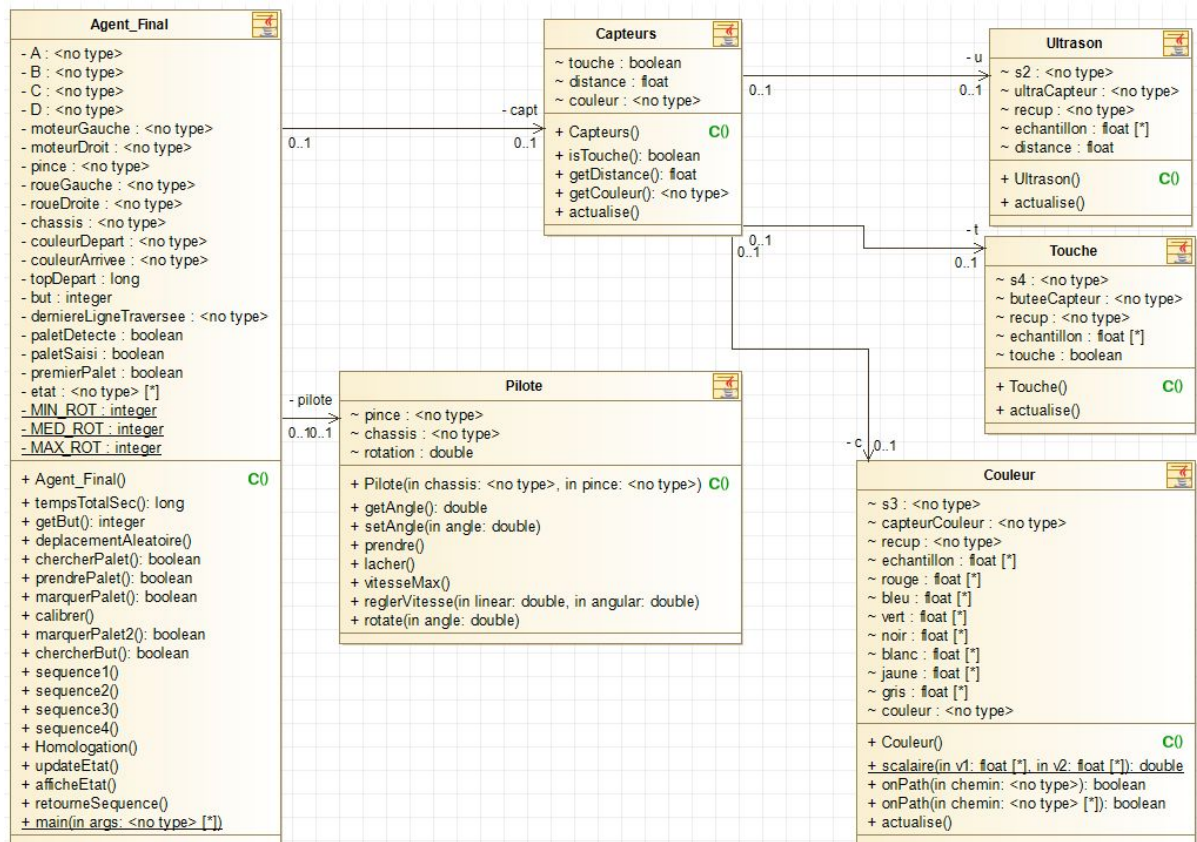 Agent_Final
- A : <no type>
- B : <no type>
- C : <no type>
- D : <no type>
- moteurGauche : <no type>
- moteurDroit : <no type>
- pince : <no type>
- roueGauche : <no type>
- roueDroite : <no type>
- chassis : <no type>
- couleurDepart : <no type>
- couleurArrivee : <no type>
- topDepart : long
- but : integer
- derniereLigneTraversee : <no type>
- paletDetecte : boolean
- paletSaisi : boolean
- premierPalet : boolean
- etat : <no type> [*]
- MIN_ROT : integer
- MED_ROT : integer
- MAX_ROT : integer
+ Agent_Final() C()
+ tempsTotalSec(): long
+ getBut(): integer
+ deplacementAleatoire()
+ chercherPalet(): boolean
+ prendrePalet(): boolean
+ marquerPalet(): boolean
+ calibrer()
+ marquerPalet2(): boolean
+ chercherBut(): boolean
+ sequence1()
+ sequence2()
+ sequence3()
+ sequence4()
+ Homologation()
+ updateEtat()
+ afficheEtat()
+ retourneSequence()
+ main(in args: <no type> [*])
- capt
0..1
0..1
- pilote
0..10..1
Capteurs
~ touche : boolean
~ distance : float
~ couleur : <no type>
+ Capteurs() C()
+ isTouche(): boolean
+ getDistance(): float
+ getCouleur(): <no type>
+ actualise()
- u
0..1
0..1
- t
0..1
0..1
0..1
- c
0..1
Pilote
~ pince : <no type>
~ chassis : <no type>
~ rotation : double
+ Pilote(in chassis: <no type>, in pince: <no type>) C()
+ getAngle(): double
+ setAngle(in angle: double)
+ prendre()
+ lacher()
+ vitesseMax()
+ reglerVitesse(in linear: double, in angular: double)
+ rotate(in angle: double)
Ultrason
~ s2 : <no type>
~ ultraCapteur : <no type>
~ recup : <no type>
~ echantillon : float [*]
~ distance : float
+ Ultrason() C()
+ actualise()
Touche
~ s4 : <no type>
~ buteeCapteur : <no type>
~ recup : <no type>
~ echantillon : float [*]
~ touche : boolean
+ Touche() C()
+ actualise()
Couleur
~ s3 : <no type>
~ capteurCouleur : <no type>
~ recup : <no type>
~ echantillon : float [*]
~ rouge : float [*]
~ bleu : float [*]
~ vert : float [*]
~ noir : float [*]
~ blanc : float [*]
~ jaune : float [*]
~ gris : float [*]
~ couleur : <no type>
+ Couleur() C()
+ scalaire(in v1: float [*], in v2: float [*]): double
+ onPath(in chemin: <no type>): boolean
+ onPath(in chemin: <no type> [*]): boolean
+ actualise()